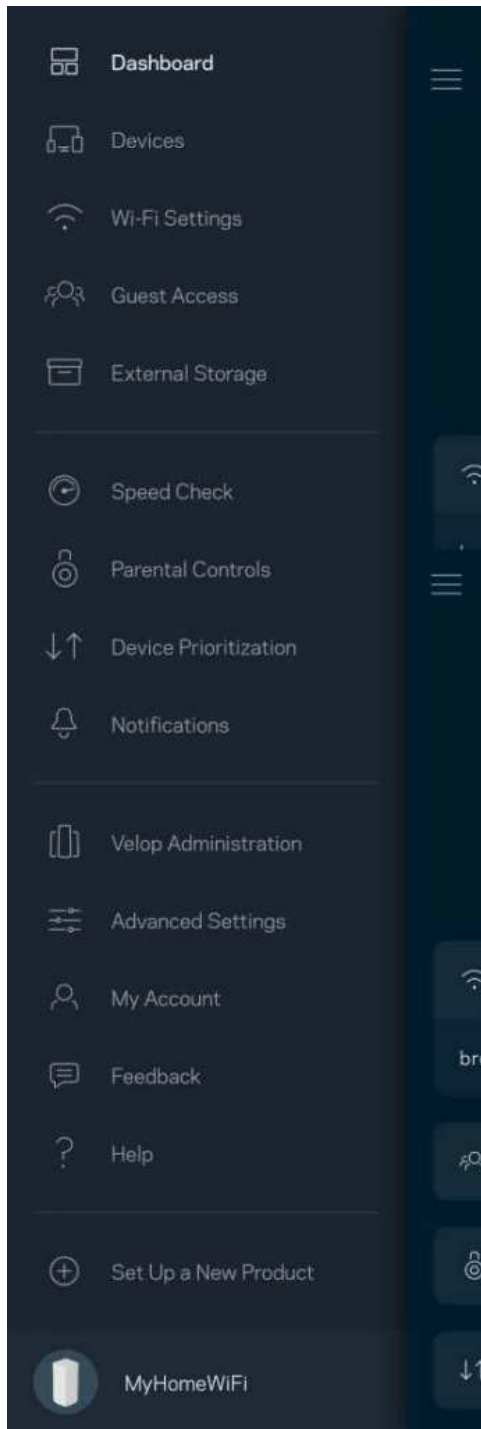 Dashboard
Devices
Wi-Fi Settings
Guest Access
External Storage
Speed Check
Parental Controls
Device Prioritization
Notifications
Velop Administration
Advanced Settings
My Account
Feedback
bre
Help
Set Up a New Product
MyHomeWiFi